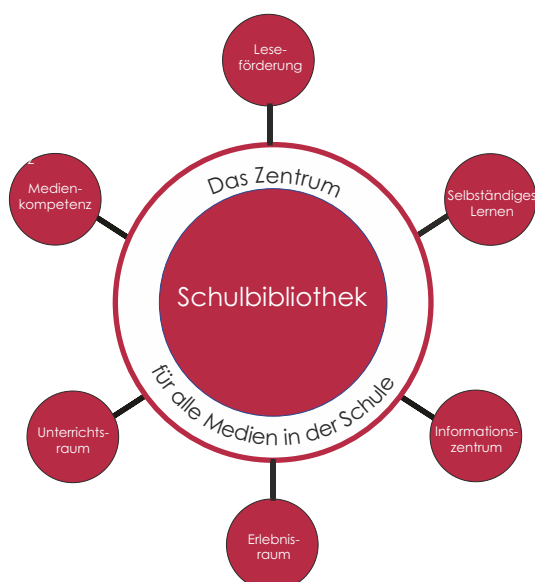 Lese-
förderung
z
Medien-
kompetenz
Das Zentrum
Selbständiges
Lernen
Schulbibliothek
für alle Medien in der Schule
Unterrichts-
raum
Informations-
zentrum
Erlebnis-
raum